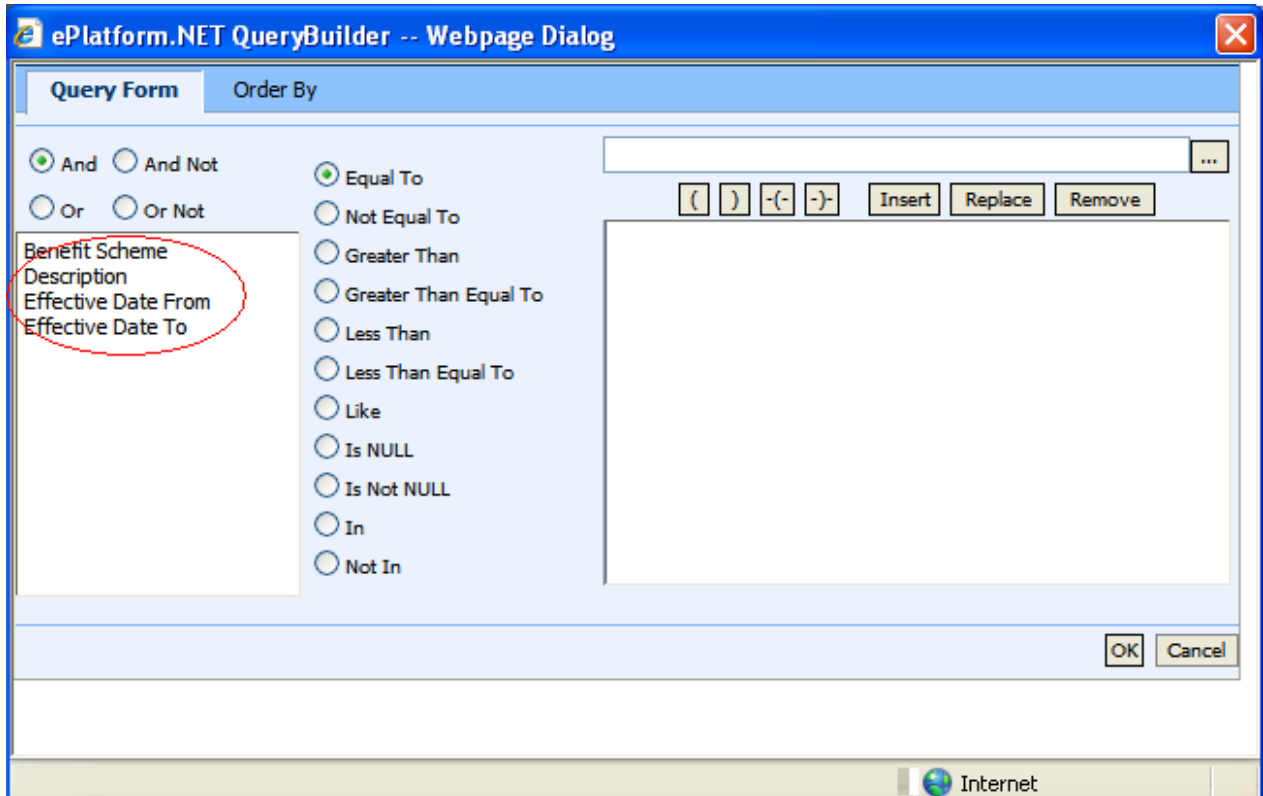 ePlatform.NET QueryBuilder -- Webpage Dialog
Query Form Order By
And And Not
Or Or Not
Benefit Scheme
Description
Effective Date From
Effective Date To
Equal To
Not Equal To
Greater Than
Greater Than Equal To
Less Than
Less Than Equal To
Like
Is NULL
Is Not NULL
In
Not In
...
( ) -(- -)- Insert Replace Remove
OK Cancel
Internet